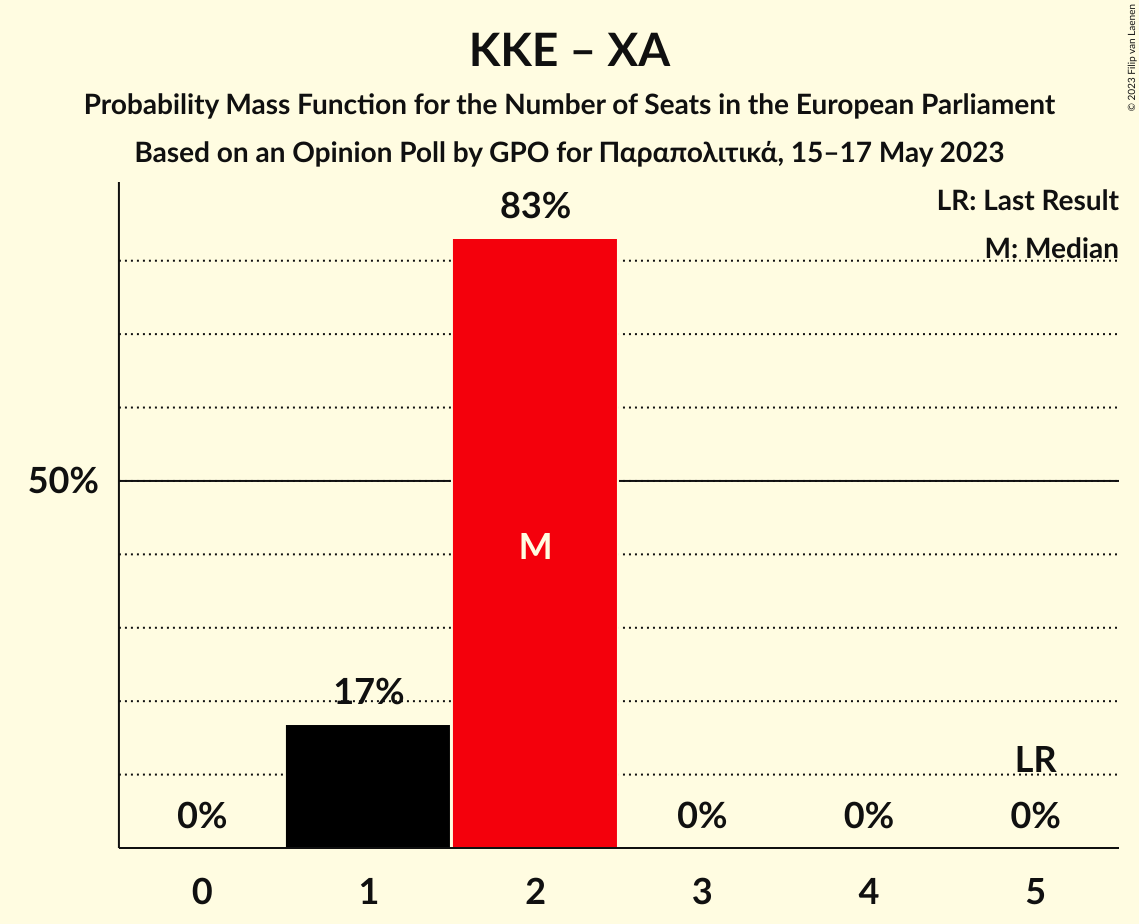 KKE – XA
Probability Mass Function for the Number of Seats in the European Parliament
Based on an Opinion Poll by GPO for Παραπολιτικά, 15–17 May 2023
© 2023 Filip van Laenen
LR: Last Result
M: Median
83%
50%
M
17%
LR
0%
0%
0%
0%
0
1
2
3
4
5